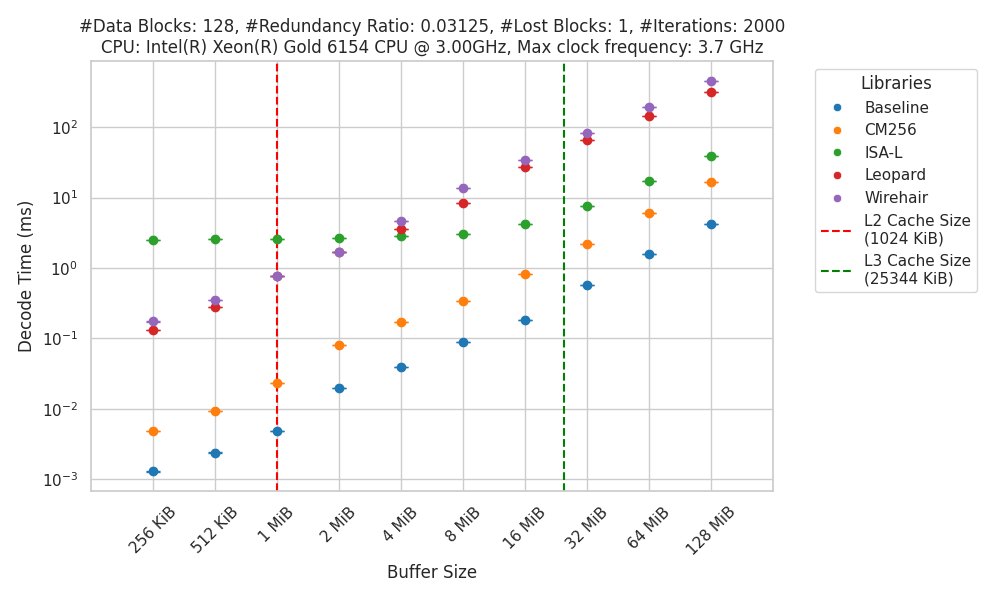 #Data Blocks: 128, #Redundancy Ratio: 0.03125, #Lost Blocks: 1, #Iterations: 2000
CPU: Intel(R) Xeon(R) Gold 6154 CPU @ 3.00GHz, Max clock frequency: 3.7 GHz
Decode Time (ms)
10²
10¹
10⁰
10⁻¹
10⁻²
10⁻³
256 KiB
512 KiB
1 MiB
2 MiB
4 MiB
8 MiB
16 MiB
32 MiB
64 MiB
128 MiB
Buffer Size
Libraries
Baseline
CM256
ISA-L
Leopard
Wirehair
L2 Cache Size
(1024 KiB)
L3 Cache Size
(25344 KiB)